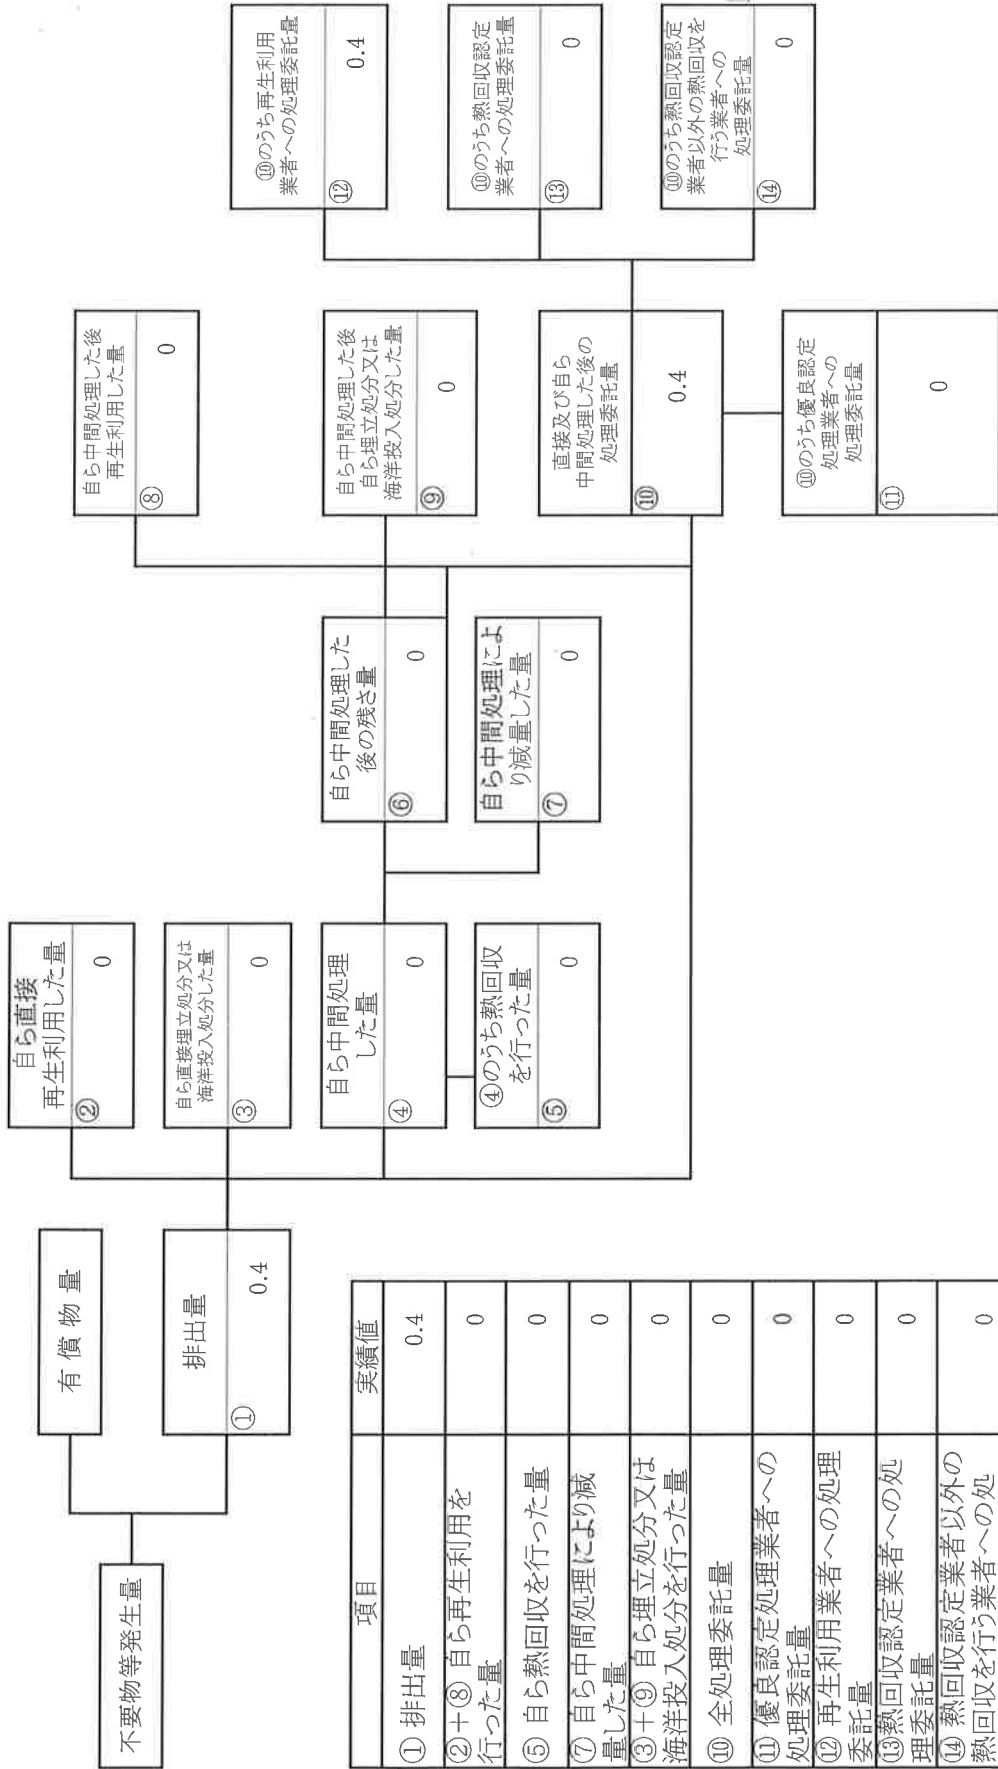 不要物等発生量
有償物量
排出量
①
0.4
自ら直接
再生利用した量
②
0
自ら直接埋立処分又は
海洋投入処分した量
③
0
自ら中間処理
した量
④
0
④のうち熱回収
を行った量
⑤
0
自ら中間処理した
後の残さ量
⑥
0
自ら中間処理によ
り減量した量
⑦
0
自ら中間処理した後
再生利用した量
⑧
0
自ら中間処理した後
自ら埋立処分又は
海洋投入処分した量
⑨
0
直接及び自ら
中間処理した後の
処理委託量
⑩
0.4
⑩のうち優良認定
処理業者への
処理委託量
⑪
0
⑩のうち再生利用
業者への処理委託量
⑫
0.4
⑩のうち熱回収認定
業者への処理委託量
⑬
0
⑩のうち熱回収認定
業者以外の熱回収を
行う業者への
処理委託量
⑭
0
項目 実績値
① 排出量 0.4
②+⑧ 自ら再生利用を
行った量 0
⑤ 自ら熱回収を行った量 0
⑦ 自ら中間処理により減
量した量 0
③+⑨ 自ら埋立処分又は
海洋投入処分を行った量 0
⑩ 全処理委託量 0
⑪ 優良認定処理業者への
処理委託量 0
⑫ 再生利用業者への処理
委託量 0
⑬熱回収認定業者への処
理委託量 0
⑭ 熱回収認定業者以外の
熱回収を行う業者への処 0